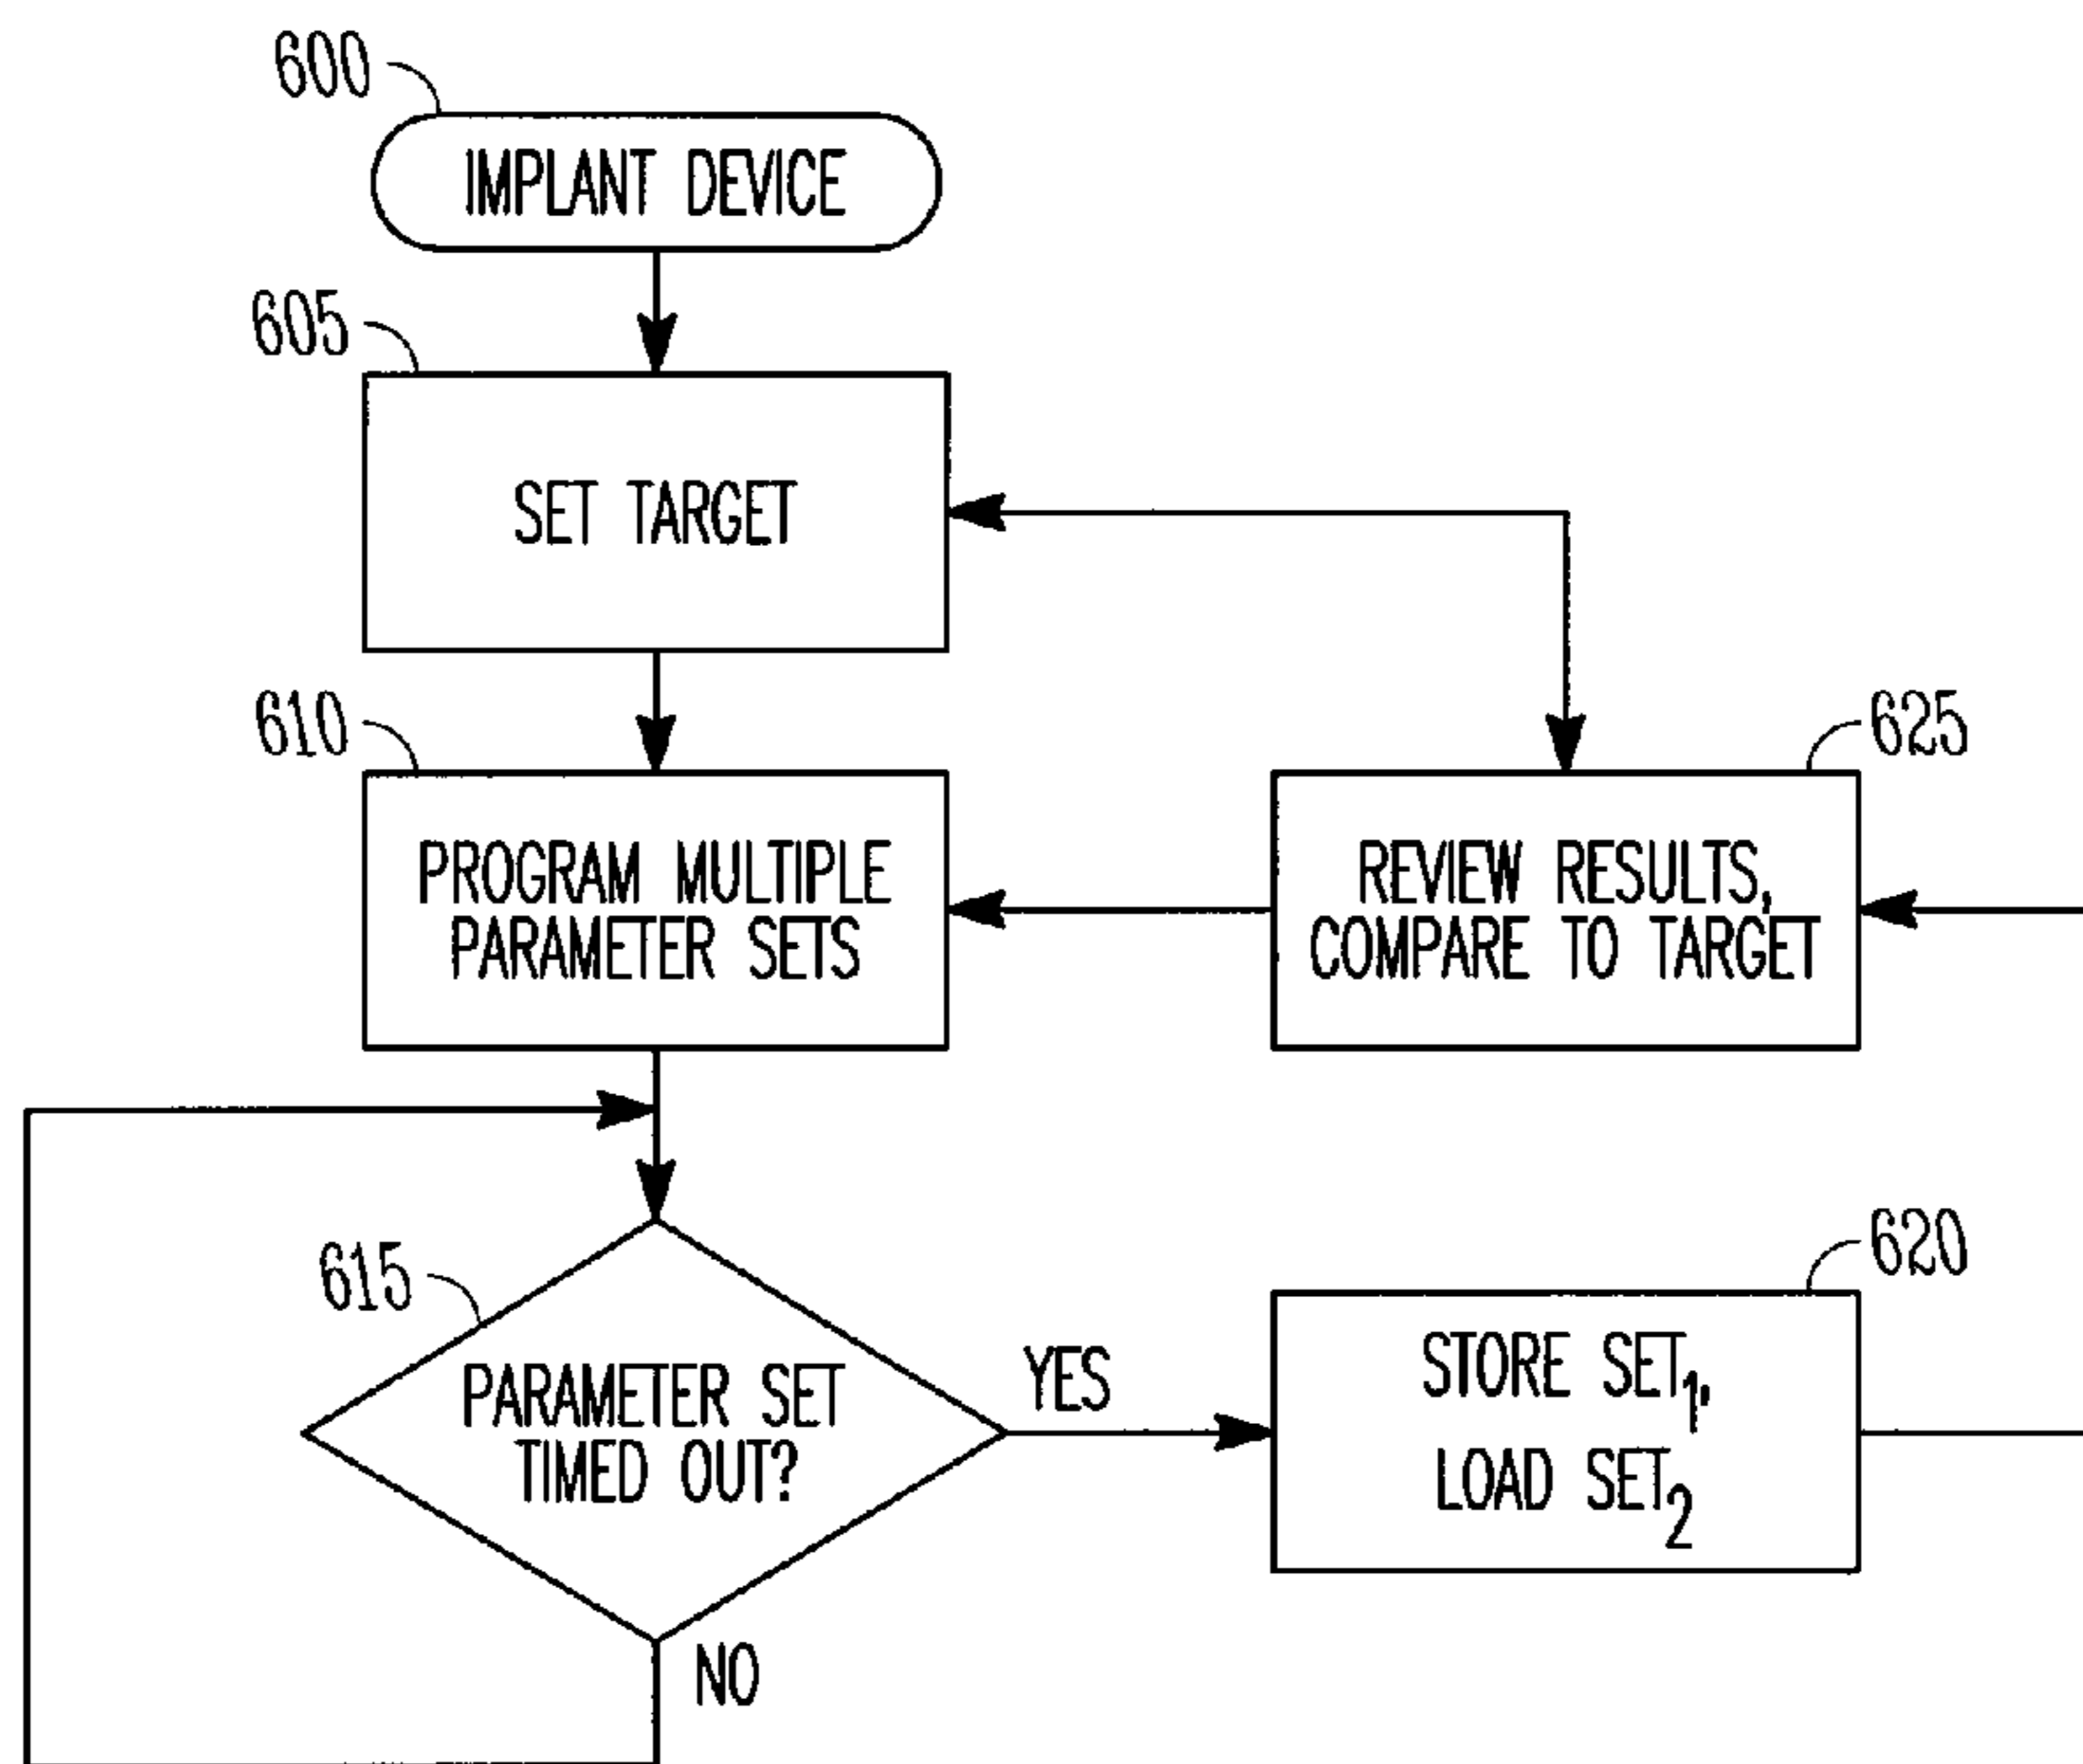 600
IMPLANT DEVICE
605
SET TARGET
610
PROGRAM MULTIPLE
PARAMETER SETS
625
REVIEW RESULTS,
COMPARE TO TARGET
615
PARAMETER SET
TIMED OUT?
YES
NO
620
STORE SET1,
LOAD SET2